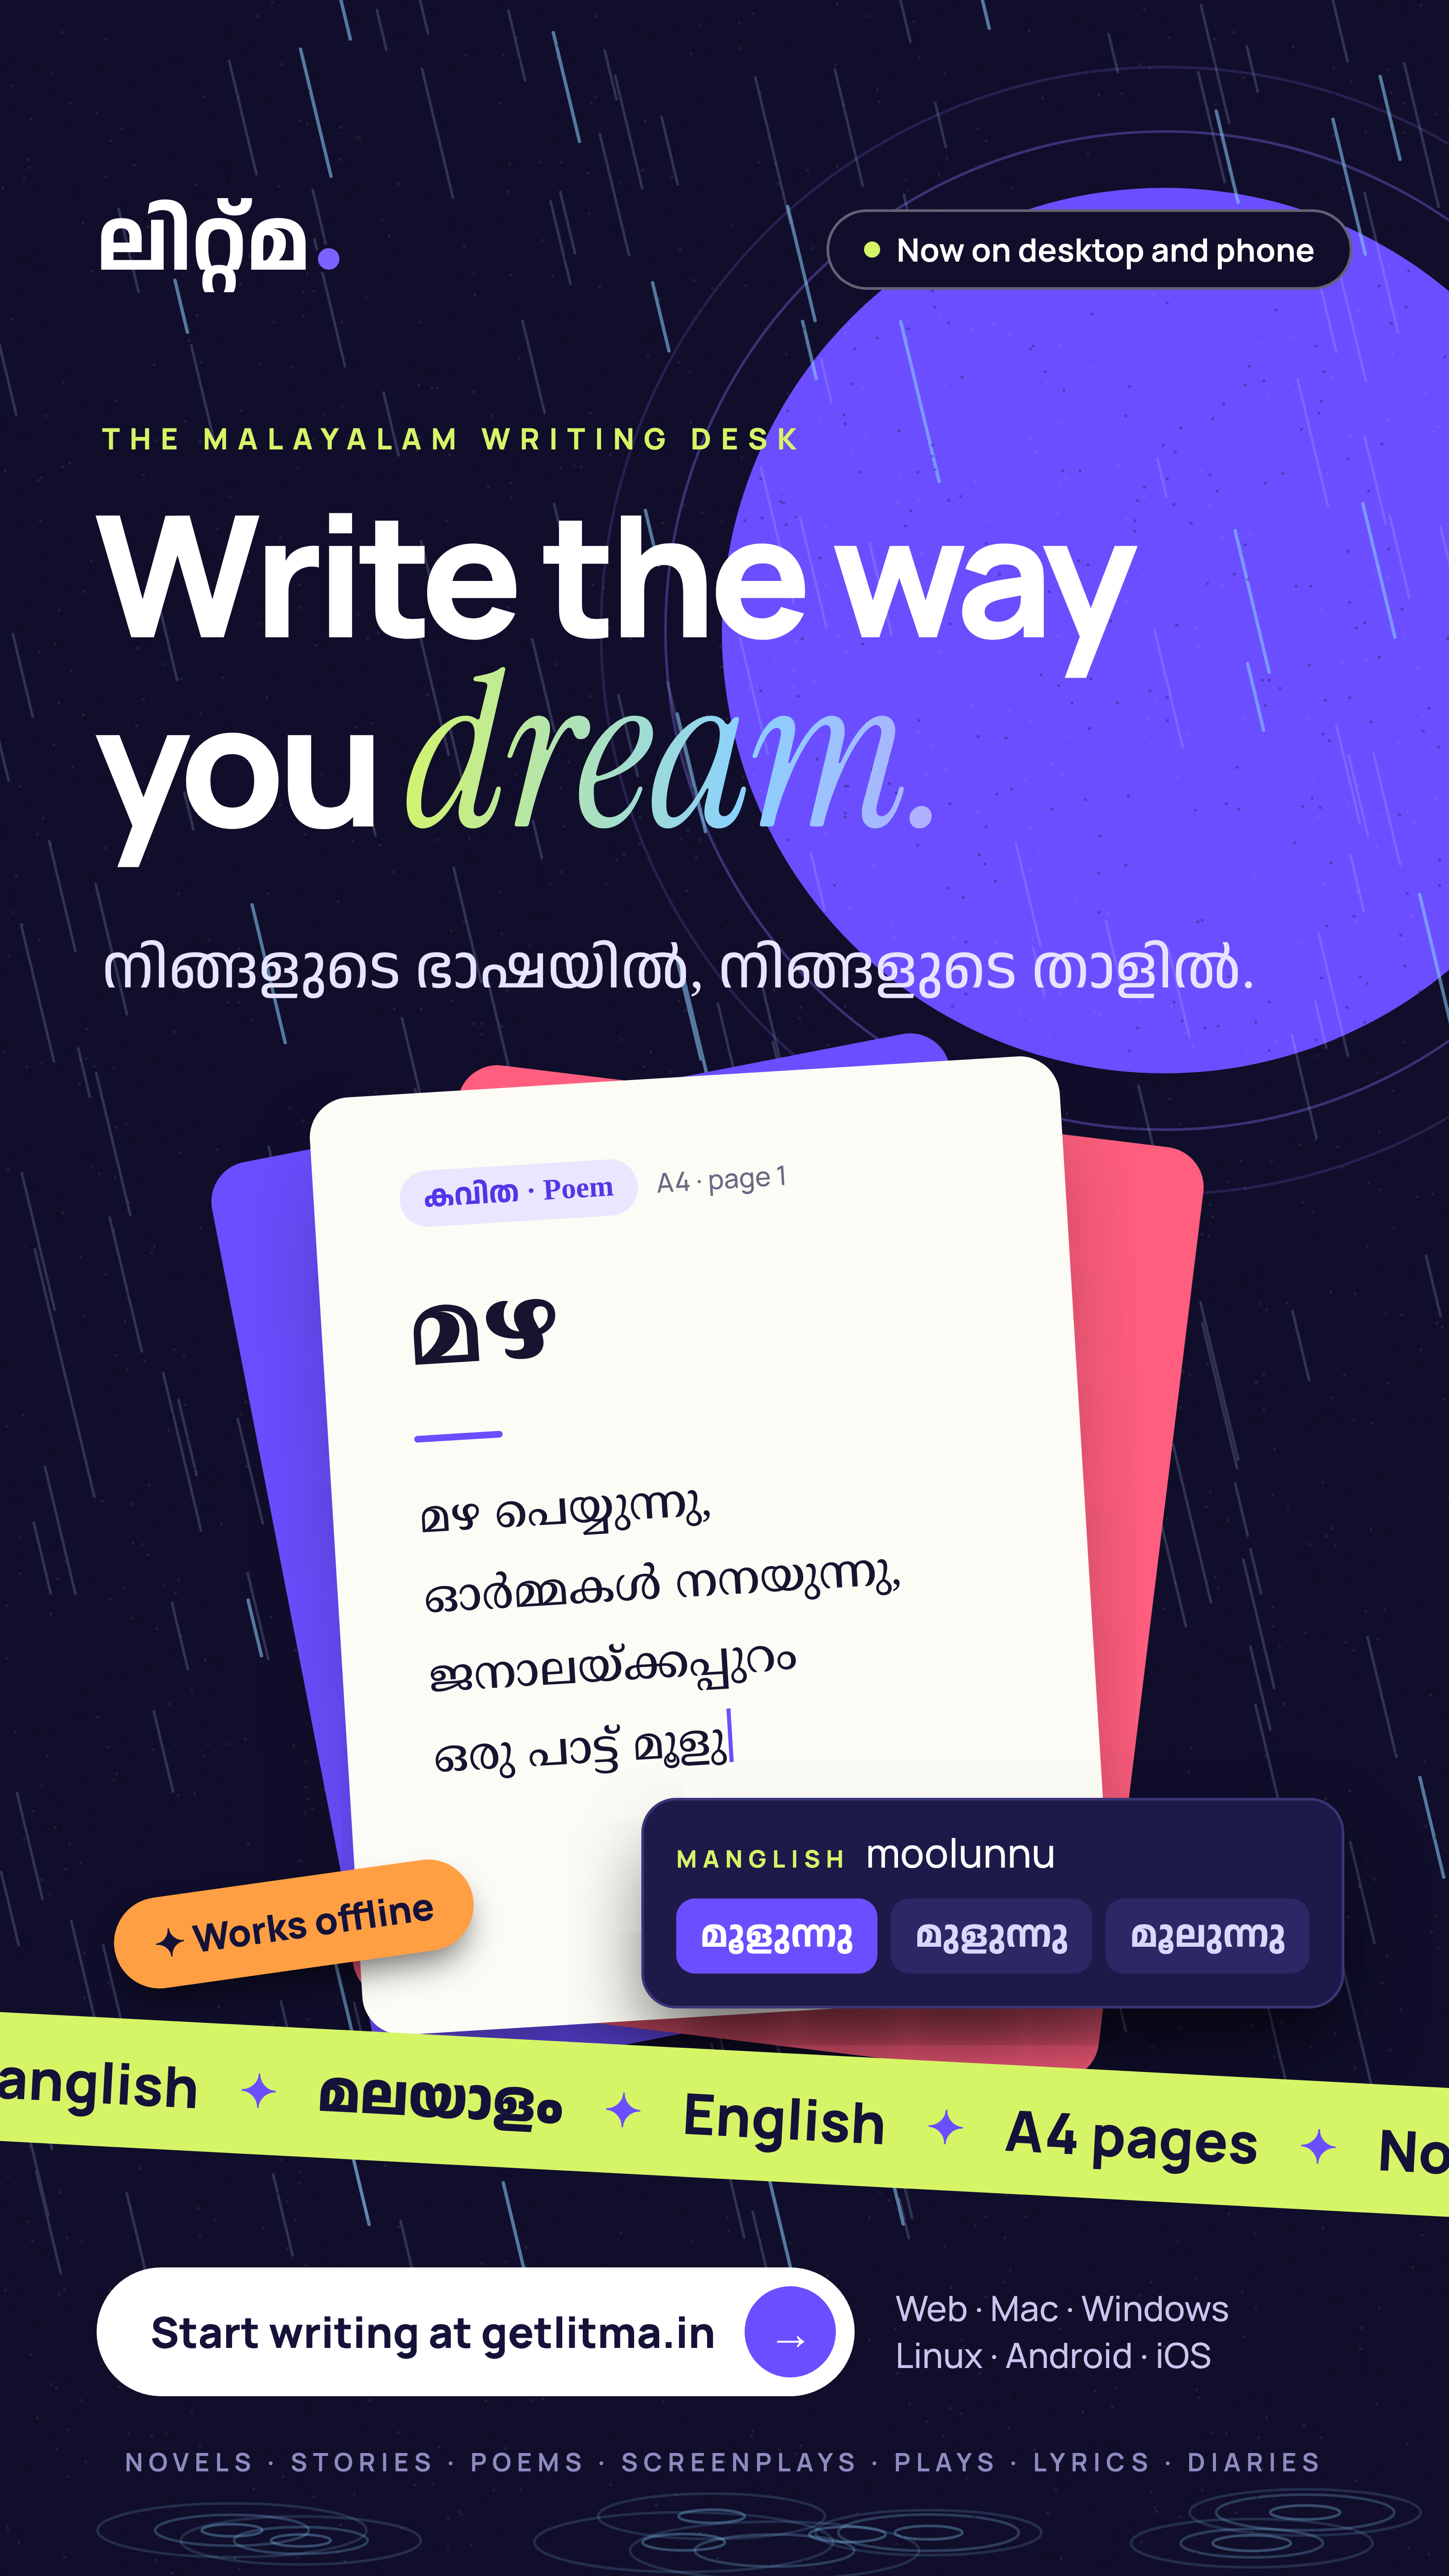 ലിറ്റ്മ.
Now on desktop and phone
THE MALAYALAM WRITING DESK
Write the way
you dream.
നിങ്ങളുടെ ഭാഷയിൽ, നിങ്ങളുടെ താളിൽ.
കവിത · Poem
A4 · page 1
മഴ
മഴ പെയ്യുന്നു,
ഓർമ്മകൾ നനയുന്നു,
ജനാലയ്ക്കപ്പുറം
ഒരു പാട്ട് മൂളു
MANGLISH moolunnu
മൂളുന്നു മുളുന്നു മൂലുന്നു
✦ Works offline
anglish ✦ മലയാളം ✦ English ✦ A4 pages ✦ No
Start writing at getlitma.in →
Web · Mac · Windows
Linux · Android · iOS
NOVELS · STORIES · POEMS · SCREENPLAYS · PLAYS · LYRICS · DIARIES